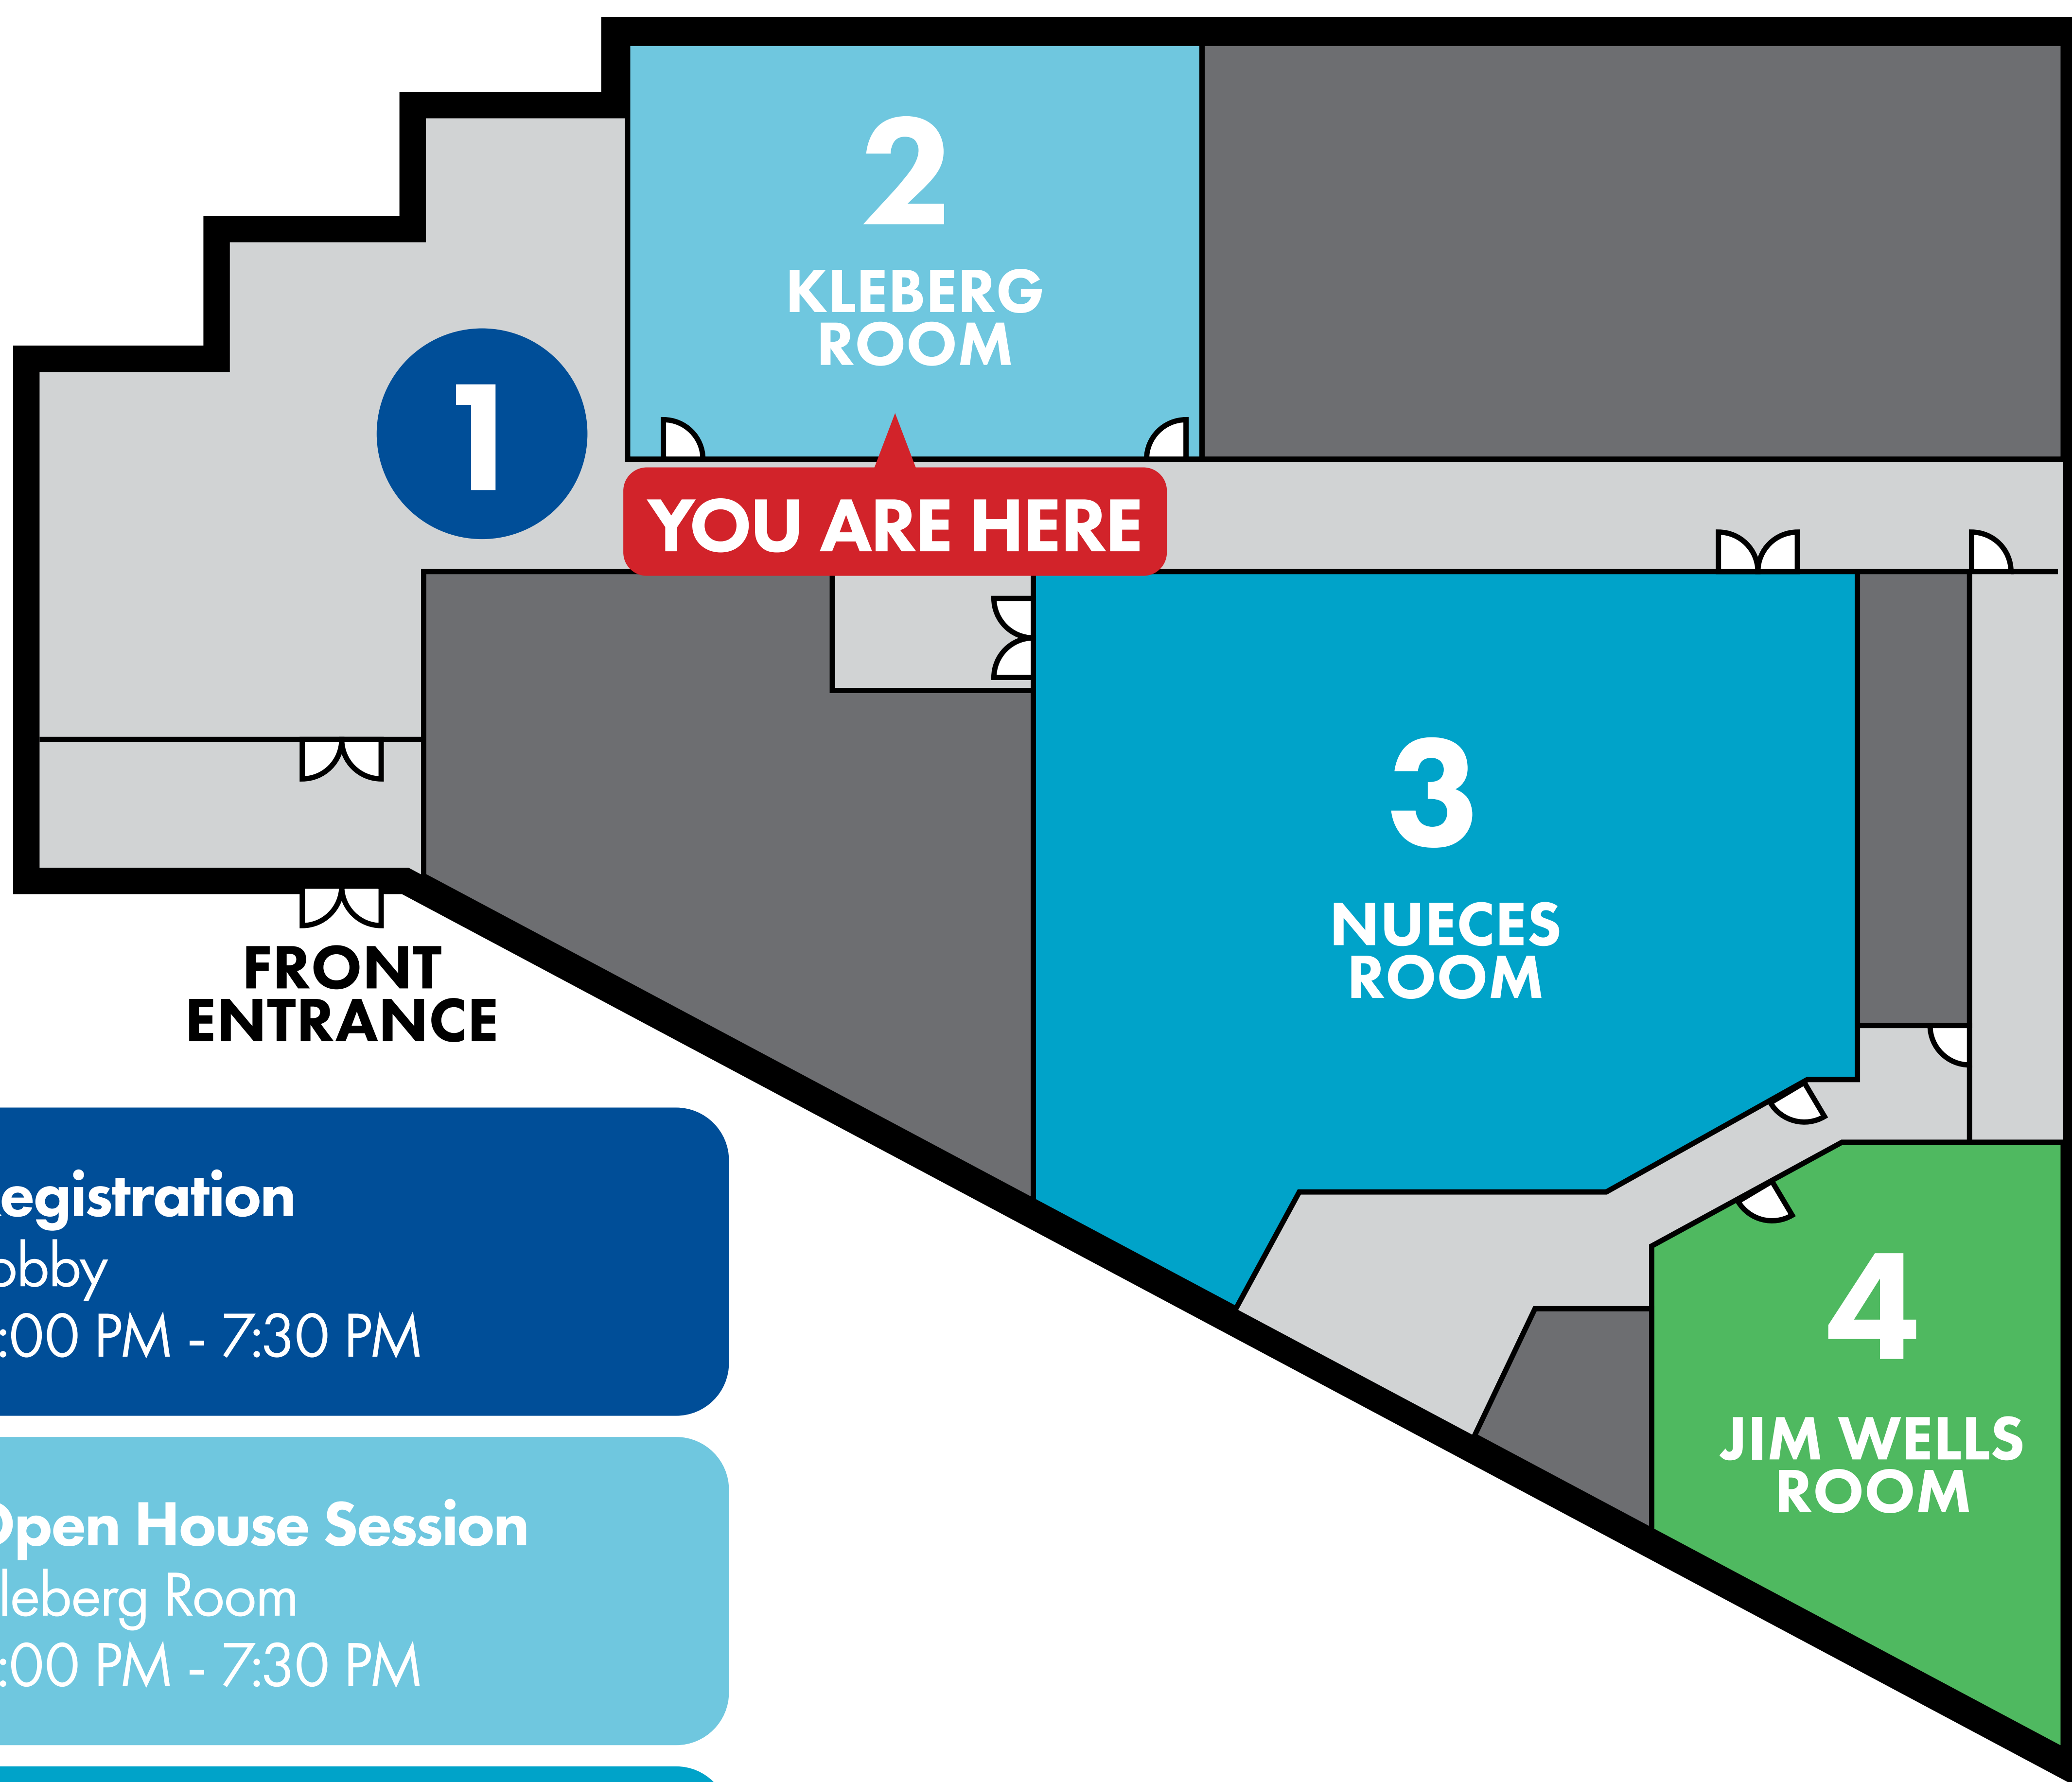 2
KLEBERG
ROOM
1
YOU ARE HERE
3
NUECES
ROOM
FRONT
ENTRANCE
4
JIM WELLS
ROOM
egistration
obby
:00 PM - 7:30 PM
Open House Session
leberg Room
:00 PM - 7:30 PM